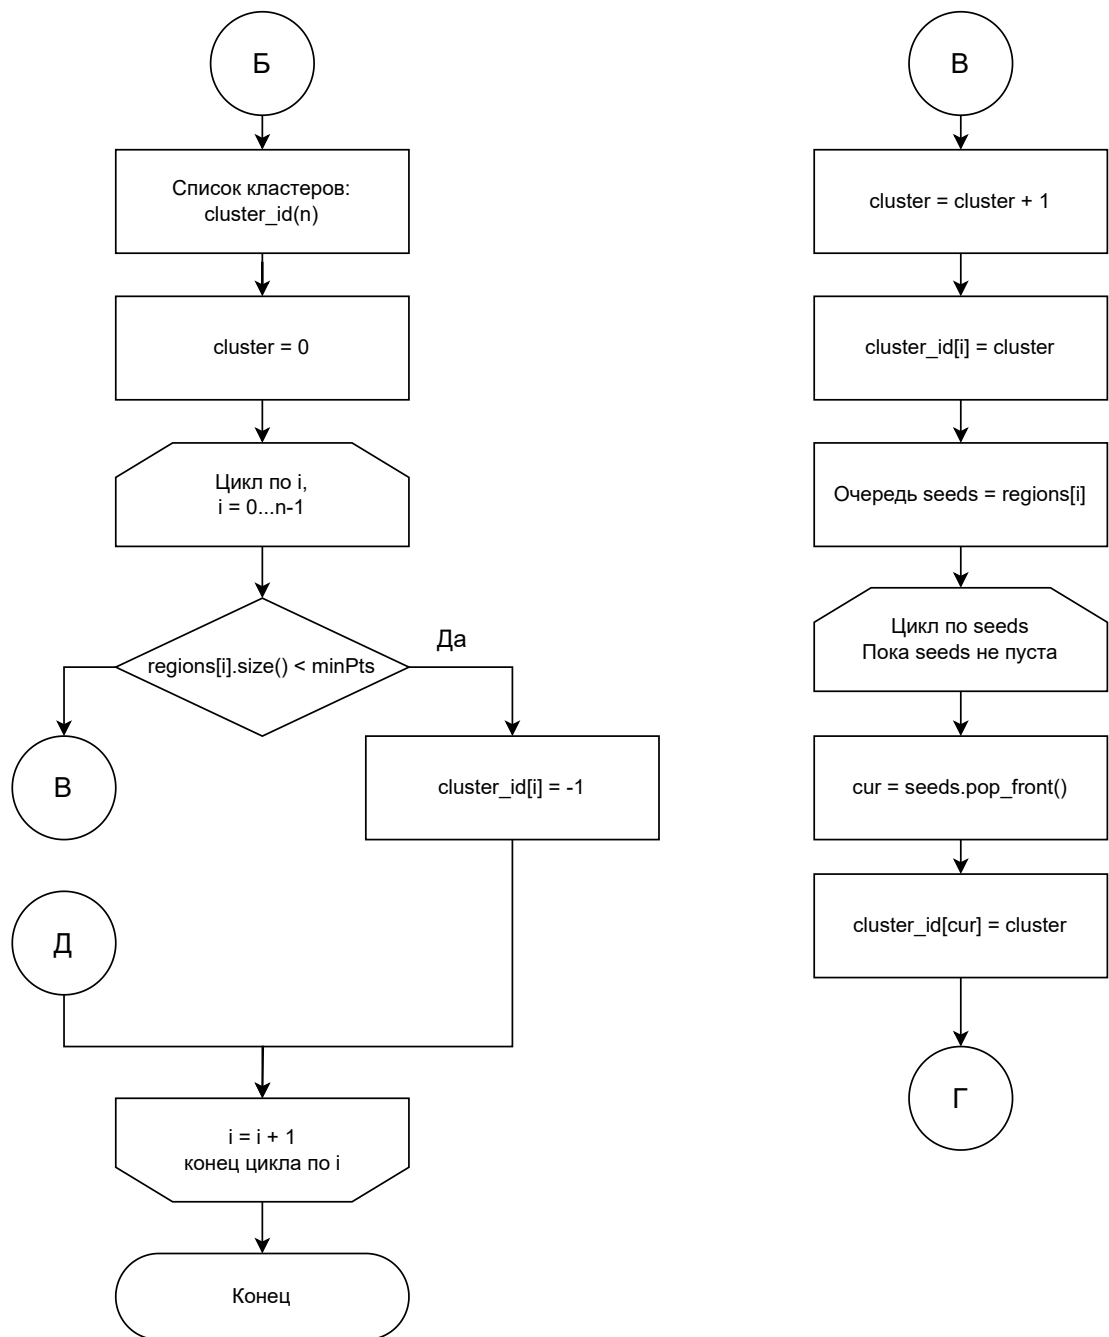 Б
Список кластеров:
cluster_id(n)
cluster = 0
Цикл по i,
i = 0...n-1
regions[i].size() < minPts
Да
В
cluster_id[i] = -1
Д
i = i + 1
конец цикла по i
Конец
В
cluster = cluster + 1
cluster_id[i] = cluster
Очередь seeds = regions[i]
Цикл по seeds
Пока seeds не пуста
cur = seeds.pop_front()
cluster_id[cur] = cluster
Г